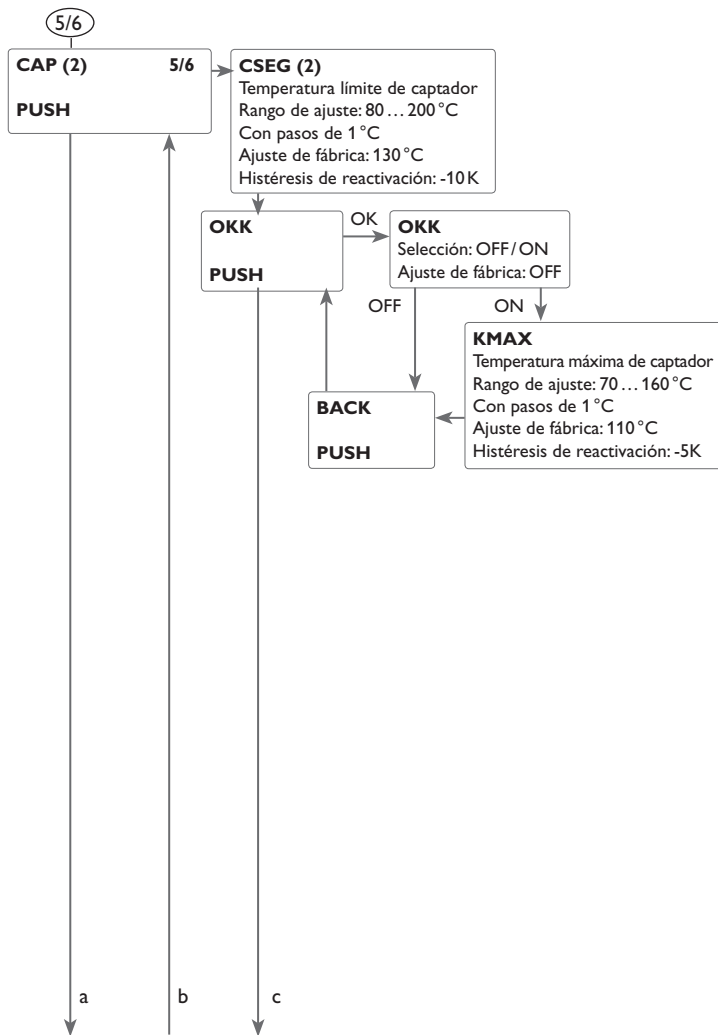 5/6
CAP (2) 5/6
PUSH
CSEG (2)
Temperatura límite de captador
Rango de ajuste: 80 … 200 °C
Con pasos de 1 °C
Ajuste de fábrica: 130 °C
Histéresis de reactivación: -10 K
OKK
PUSH
OK
OKK
Selección: OFF / ON
Ajuste de fábrica: OFF
OFF
ON
KMAX
Temperatura máxima de captador
Rango de ajuste: 70 … 160 °C
Con pasos de 1 °C
Ajuste de fábrica: 110 °C
Histéresis de reactivación: -5K
BACK
PUSH
a
b
c